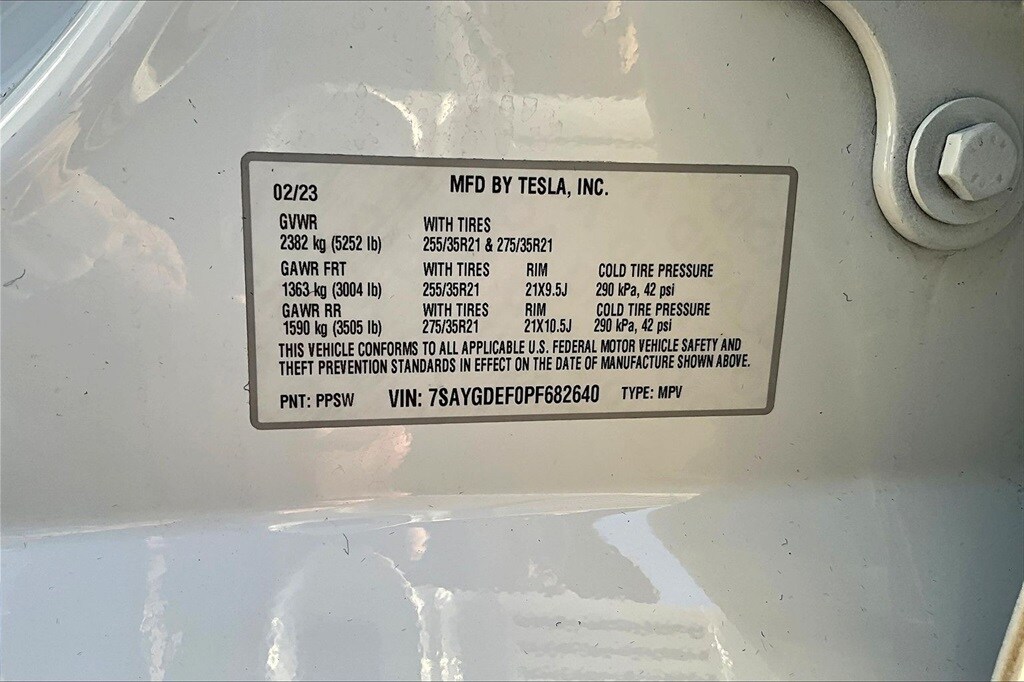 02/23 MFD BY TESLA, INC.
GVWR WITH TIRES
2382 kg (5252 lb) 255/35R21 & 275/35R21
GAWR FRT WITH TIRES RIM COLD TIRE PRESSURE
1363 kg (3004 lb) 255/35R21 21X9.5J 290 kPa, 42 psi
GAWR RR WITH TIRES RIM COLD TIRE PRESSURE
1590 kg (3505 lb) 275/35R21 21X10.5J 290 kPa, 42 psi
THIS VEHICLE CONFORMS TO ALL APPLICABLE U.S. FEDERAL MOTOR VEHICLE SAFETY AND
THEFT PREVENTION STANDARDS IN EFFECT ON THE DATE OF MANUFACTURE SHOWN ABOVE.
PNT: PPSW VIN: 7SAYGDEF0PF682640 TYPE: MPV